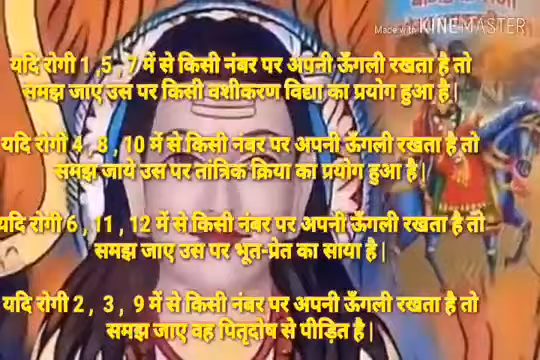 Made with KINEMASTER
यदि रोगी 1 ,5 , 7 में से किसी नंबर पर अपनी ऊँगली रखता है तो
समझ जाए उस पर किसी वशीकरण विद्या का प्रयोग हुआ है |
यदि रोगी 4 , 8 , 10 में से किसी नंबर पर अपनी ऊँगली रखता है तो
समझ जाये उस पर तांत्रिक क्रिया का प्रयोग हुआ है |
यदि रोगी 6 , 11 , 12 में से किसी नंबर पर अपनी ऊँगली रखता है तो
समझ जाए उस पर भूत-प्रेत का साया है |
यदि रोगी 2 , 3 , 9 में से किसी नंबर पर अपनी ऊँगली रखता है तो
समझ जाए वह पितृदोष से पीड़ित है |